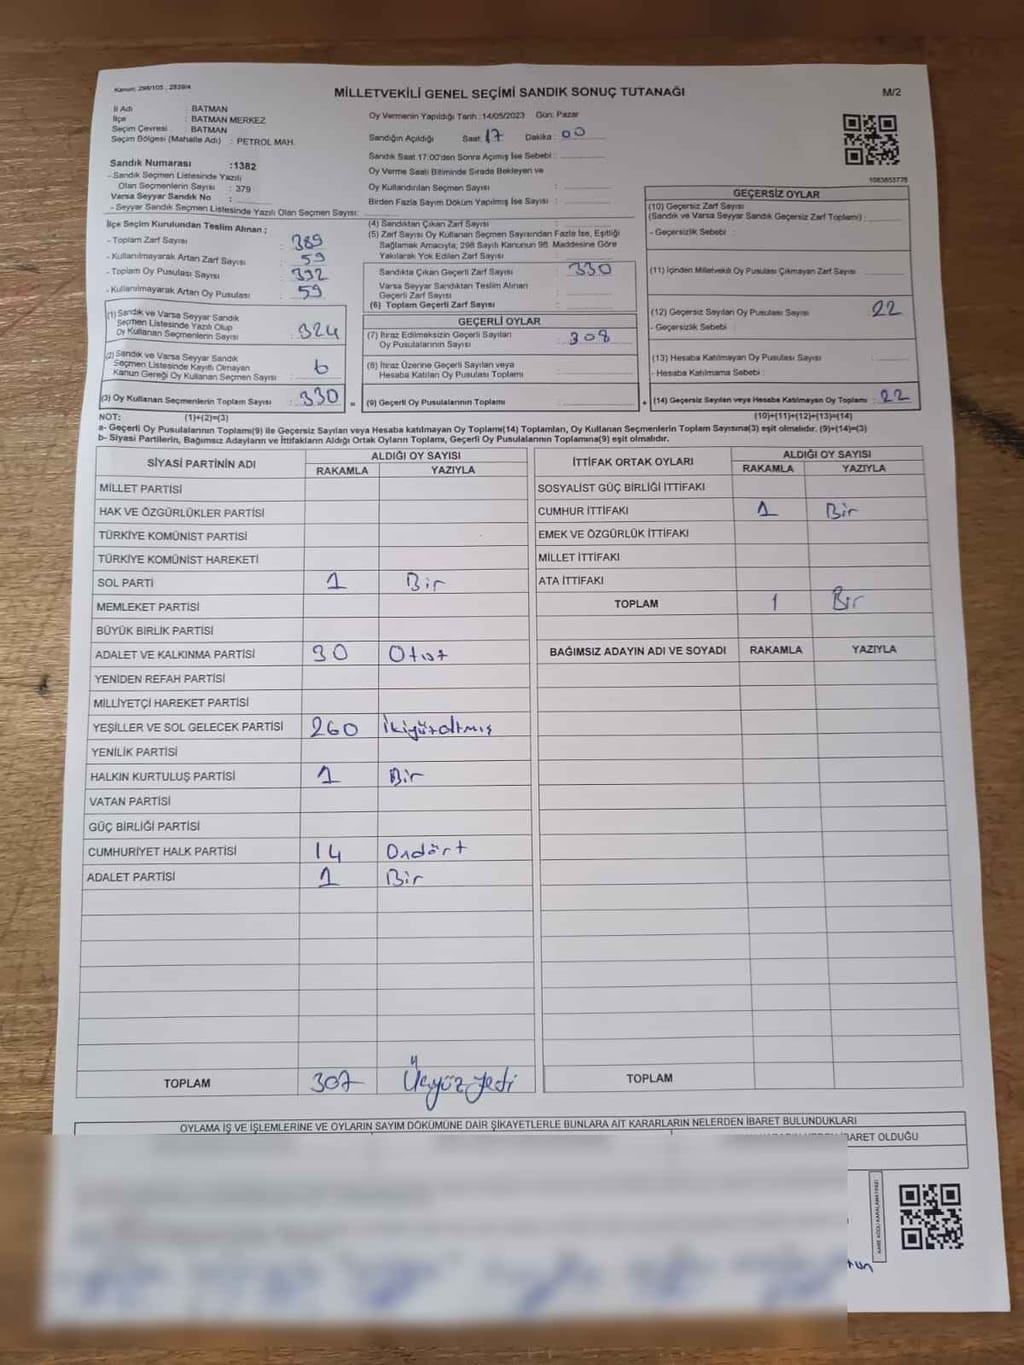 Kanun: 298/105 , 2839/4
MİLLETVEKİLİ GENEL SEÇİMİ SANDIK SONUÇ TUTANAĞI
M/2
İl Adı : BATMAN
İlçe : BATMAN MERKEZ
Seçim Çevresi : BATMAN
Seçim Bölgesi (Mahalle Adı) : PETROL MAH.
Oy Vermenin Yapıldığı Tarih : 14/05/2023 Gün: Pazar
Sandığın Açıldığı Saat: 17 Dakika : 00
Sandık Saat 17:00'den Sonra Açılmış İse Sebebi :
Oy Verme Saati Bitiminde Sırada Bekleyen ve
Oy Kullandırılan Seçmen Sayısı :
Birden Fazla Sayım Döküm Yapılmış İse Sayısı :
1083853775
Sandık Numarası :1382
- Sandık Seçmen Listesinde Yazılı
Olan Seçmenlerin Sayısı : 379
Varsa Seyyar Sandık No :
- Seyyar Sandık Seçmen Listesinde Yazılı Olan Seçmen Sayısı:
İlçe Seçim Kurulundan Teslim Alınan ;
- Toplam Zarf Sayısı : 389
- Kullanılmayarak Artan Zarf Sayısı : 59
- Toplam Oy Pusulası Sayısı : 392
- Kullanılmayarak Artan Oy Pusulası : 59
(1) Sandık ve Varsa Seyyar Sandık
Seçmen Listesinde Yazılı Olup
Oy Kullanan Seçmenlerin Sayısı : 324
(2) Sandık ve Varsa Seyyar Sandık
Seçmen Listesinde Kayıtlı Olmayan
Kanun Gereği Oy Kullanan Seçmen Sayısı : 6
(3) Oy Kullanan Seçmenlerin Toplam Sayısı : 330 =
(4) Sandıktan Çıkan Zarf Sayısı :
(5) Zarf Sayısı Oy Kullanan Seçmen Sayısından Fazla İse, Eşitliği
Sağlamak Amacıyla; 298 Sayılı Kanunun 98. Maddesine Göre
Yakılarak Yok Edilen Zarf Sayısı :
Sandıkta Çıkan Geçerli Zarf Sayısı : 330
Varsa Seyyar Sandıktan Teslim Alınan
Geçerli Zarf Sayısı :
(6) Toplam Geçerli Zarf Sayısı :
GEÇERLİ OYLAR
(7) İtiraz Edilmeksizin Geçerli Sayılan
Oy Pusulalarının Sayısı : 308
(8) İtiraz Üzerine Geçerli Sayılan veya
Hesaba Katılan Oy Pusulası Toplamı :
(9) Geçerli Oy Pusulalarının Toplamı : +
GEÇERSİZ OYLAR
(10) Geçersiz Zarf Sayısı
(Sandık ve Varsa Seyyar Sandık Geçersiz Zarf Toplamı) :
- Geçersizlik Sebebi :
(11) İçinden Milletvekili Oy Pusulası Çıkmayan Zarf Sayısı :
(12) Geçersiz Sayılan Oy Pusulası Sayısı : 22
- Geçersizlik Sebebi :
(13) Hesaba Katılmayan Oy Pusulası Sayısı :
- Hesaba Katılmama Sebebi :
(14) Geçersiz Sayılan veya Hesaba Katılmayan Oy Toplamı : 22
NOT: (1)+(2)=(3) (10)+(11)+(12)+(13)=(14)
a- Geçerli Oy Pusulalarının Toplamı(9) ile Geçersiz Sayılan veya Hesaba katılmayan Oy Toplamı(14) Toplamları, Oy Kullanan Seçmenlerin Toplam Sayısına(3) eşit olmalıdır. (9)+(14)=(3)
b- Siyasi Partilerin, Bağımsız Adayların ve İttifakların Aldığı Ortak Oyların Toplamı, Geçerli Oy Pusulalarının Toplamına(9) eşit olmalıdır.
SİYASİ PARTİNİN ADI ALDIĞI OY SAYISI
RAKAMLA YAZIYLA
MİLLET PARTİSİ
HAK VE ÖZGÜRLÜKLER PARTİSİ
TÜRKİYE KOMÜNİST PARTİSİ
TÜRKİYE KOMÜNİST HAREKETİ
SOL PARTİ 1 Bir
MEMLEKET PARTİSİ
BÜYÜK BİRLİK PARTİSİ
ADALET VE KALKINMA PARTİSİ 30 Otuz
YENİDEN REFAH PARTİSİ
MİLLİYETÇİ HAREKET PARTİSİ
YEŞİLLER VE SOL GELECEK PARTİSİ 260 İkiyüzaltmış
YENİLİK PARTİSİ
HALKIN KURTULUŞ PARTİSİ 1 Bir
VATAN PARTİSİ
GÜÇ BİRLİĞİ PARTİSİ
CUMHURİYET HALK PARTİSİ 14 Ondört
ADALET PARTİSİ 1 Bir
TOPLAM 307 Üçyüz yedi
İTTİFAK ORTAK OYLARI ALDIĞI OY SAYISI
RAKAMLA YAZIYLA
SOSYALİST GÜÇ BİRLİĞİ İTTİFAKI
CUMHUR İTTİFAKI 1 Bir
EMEK VE ÖZGÜRLÜK İTTİFAKI
MİLLET İTTİFAKI
ATA İTTİFAKI
TOPLAM 1 Bir
BAĞIMSIZ ADAYIN ADI VE SOYADI RAKAMLA YAZIYLA
TOPLAM
OYLAMA İŞ VE İŞLEMLERİNE VE OYLARIN SAYIM DÖKÜMÜNE DAİR ŞİKAYETLERLE BUNLARA AİT KARARLARIN NELERDEN İBARET BULUNDUKLARI
İBARET OLDUĞU